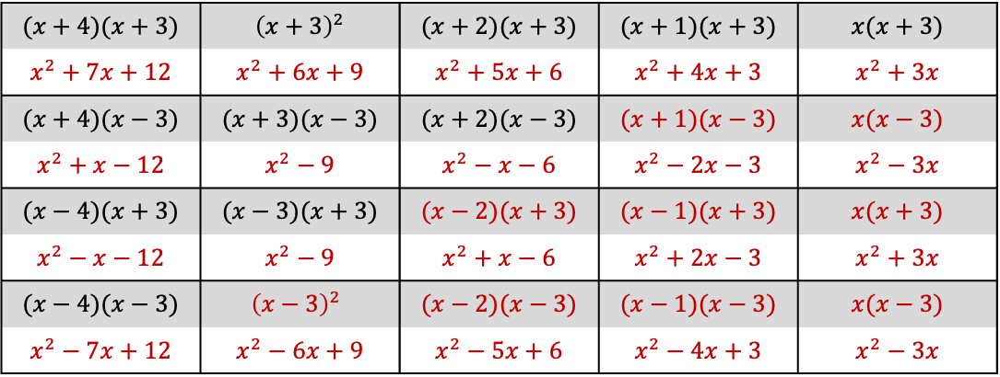 (x + 4)(x + 3) (x + 3)² (x + 2)(x + 3) (x + 1)(x + 3) x(x + 3)
x² + 7x + 12 x² + 6x + 9 x² + 5x + 6 x² + 4x + 3 x² + 3x
(x + 4)(x − 3) (x + 3)(x − 3) (x + 2)(x − 3) (x + 1)(x − 3) x(x − 3)
x² + x − 12 x² − 9 x² − x − 6 x² − 2x − 3 x² − 3x
(x − 4)(x + 3) (x − 3)(x + 3) (x − 2)(x + 3) (x − 1)(x + 3) x(x + 3)
x² − x − 12 x² − 9 x² + x − 6 x² + 2x − 3 x² + 3x
(x − 4)(x − 3) (x − 3)² (x − 2)(x − 3) (x − 1)(x − 3) x(x − 3)
x² − 7x + 12 x² − 6x + 9 x² − 5x + 6 x² − 4x + 3 x² − 3x